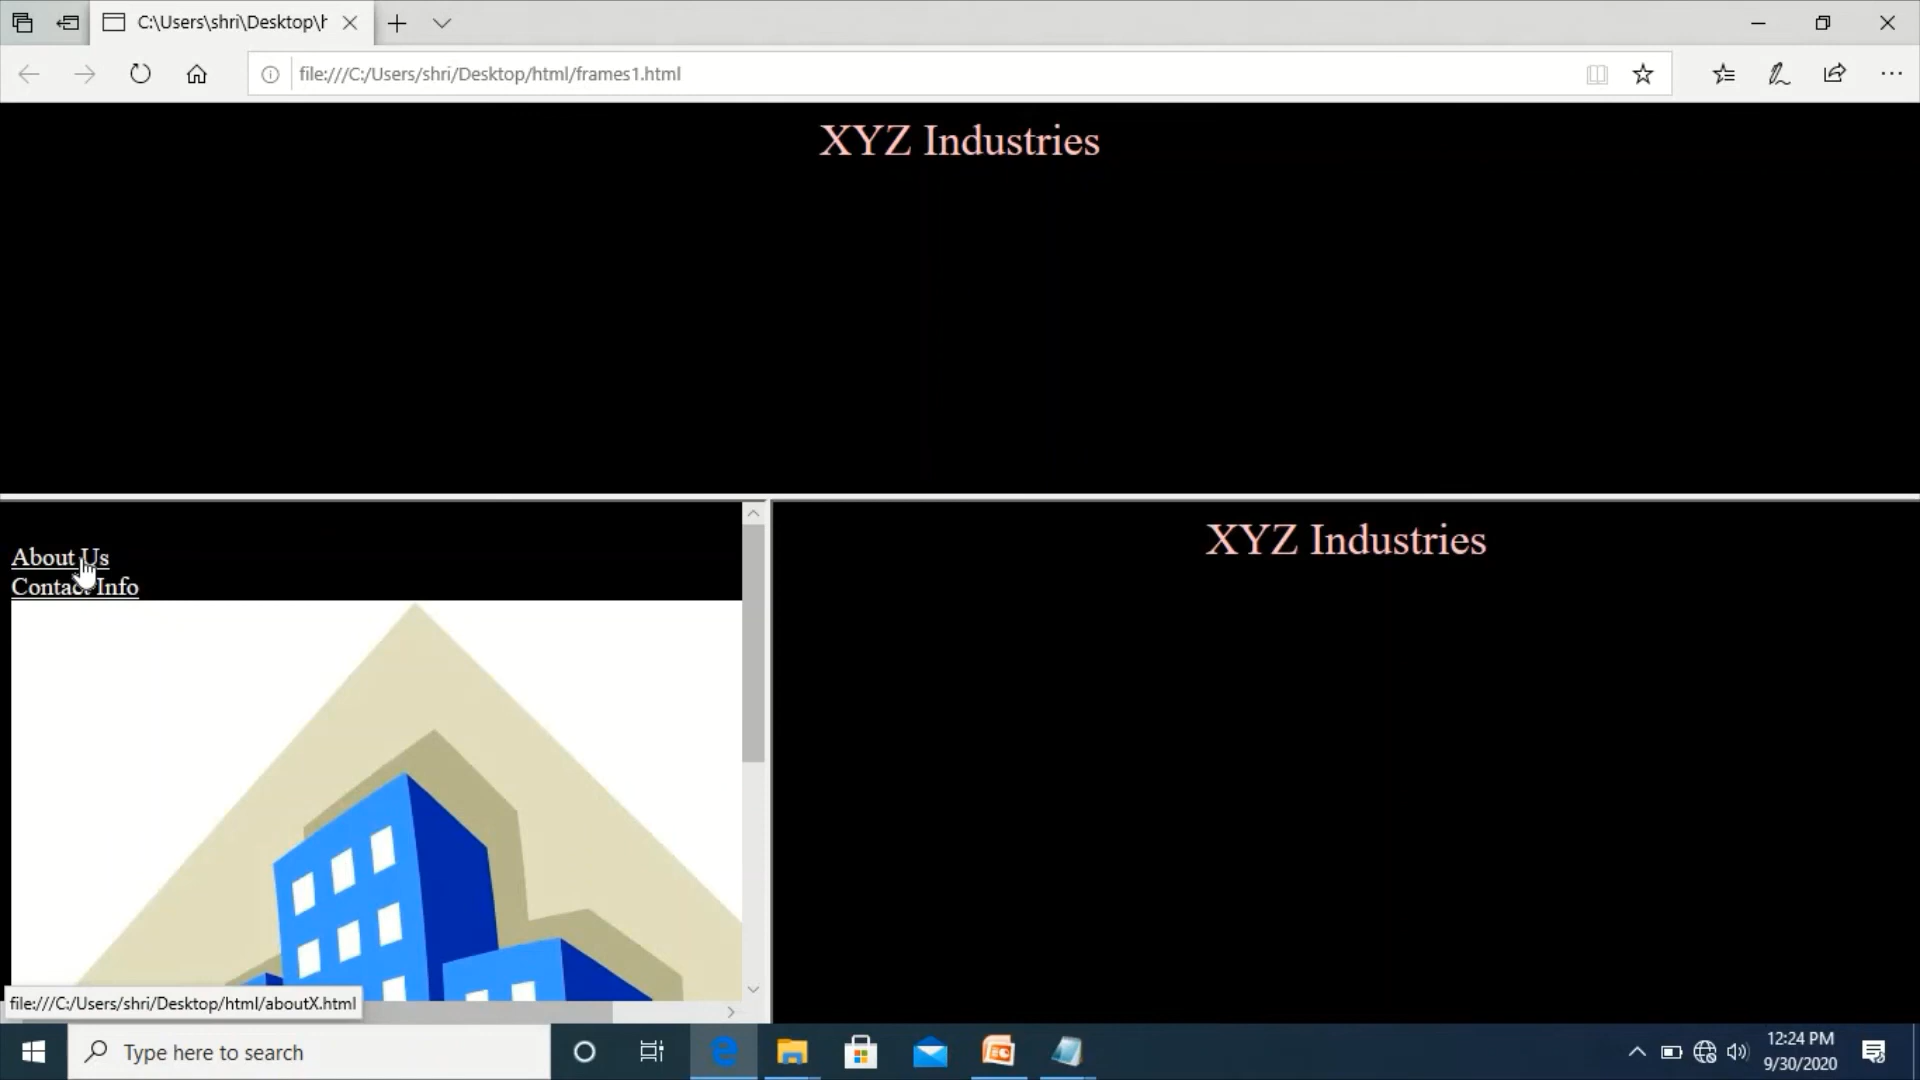 C:\Users\shri\Desktop\h
file:///C:/Users/shri/Desktop/html/frames1.html
XYZ Industries
About Us
Contact Info
XYZ Industries
file:///C:/Users/shri/Desktop/html/aboutX.html
Type here to search
12:24 PM
9/30/2020